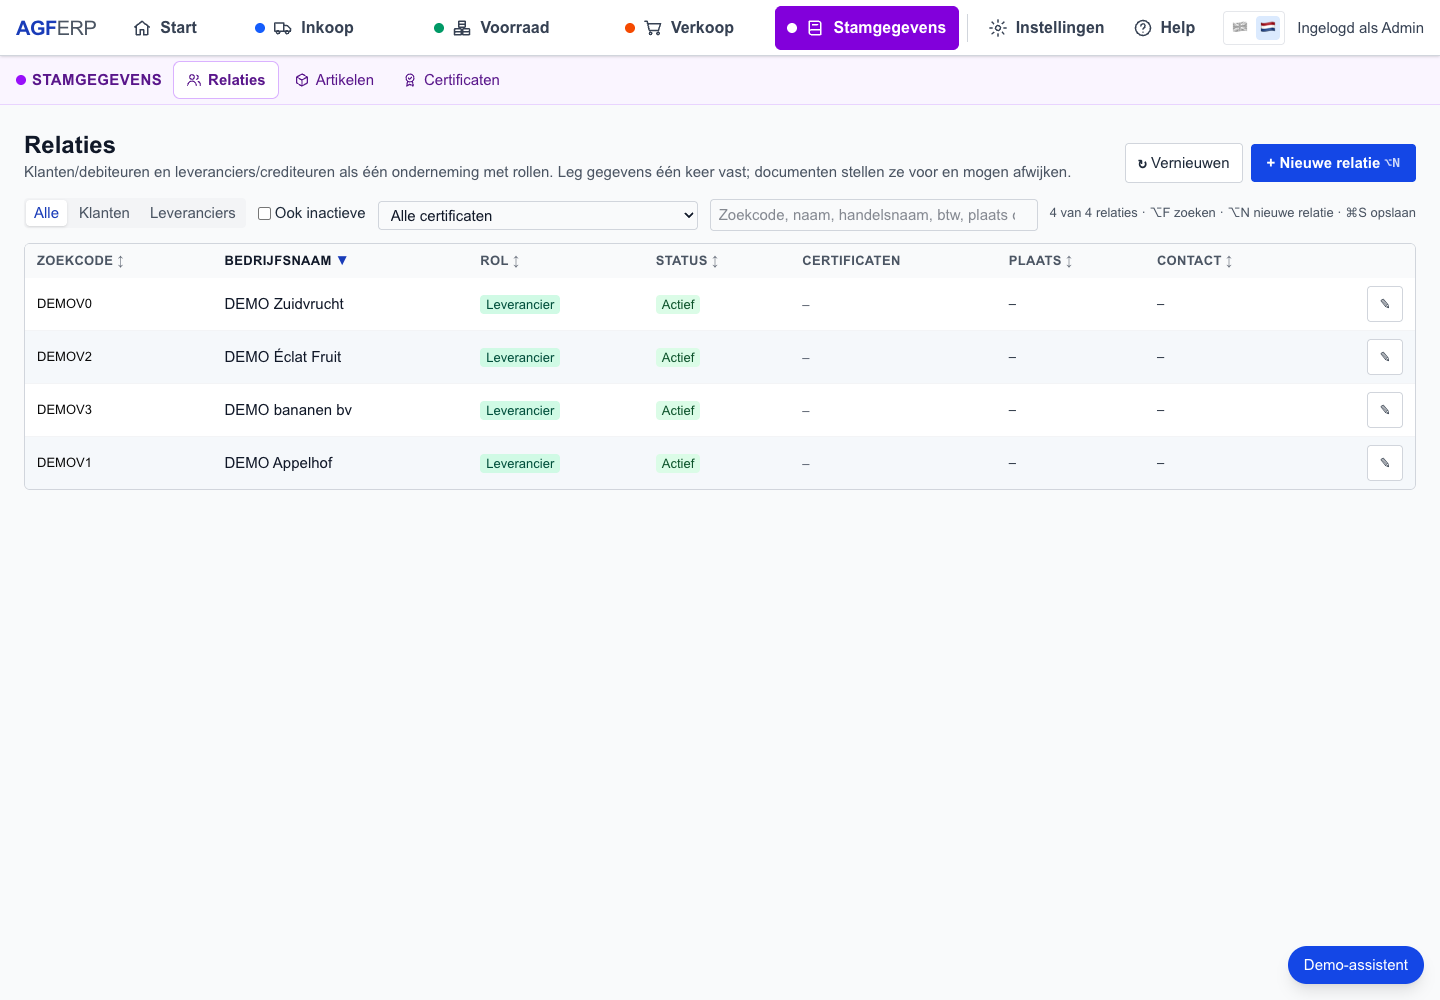 AGFERP Start Inkoop Voorraad Verkoop Stamgegevens Instellingen Help Ingelogd als Admin
STAMGEGEVENS Relaties Artikelen Certificaten
Relaties
Klanten/debiteuren en leveranciers/crediteuren als één onderneming met rollen. Leg gegevens één keer vast; documenten stellen ze voor en mogen afwijken.
↻ Vernieuwen + Nieuwe relatie ⌥N
Alle Klanten Leveranciers Ook inactieve Alle certificaten Zoekcode, naam, handelsnaam, btw, plaats 4 van 4 relaties · ⌥F zoeken · ⌥N nieuwe relatie · ⌘S opslaan
ZOEKCODE ↕ BEDRIJFSNAAM ▼ ROL ↕ STATUS ↕ CERTIFICATEN PLAATS ↕ CONTACT ↕
DEMOV0 DEMO Zuidvrucht Leverancier Actief – – – ✎
DEMOV2 DEMO Éclat Fruit Leverancier Actief – – – ✎
DEMOV3 DEMO bananen bv Leverancier Actief – – – ✎
DEMOV1 DEMO Appelhof Leverancier Actief – – – ✎
Demo-assistent